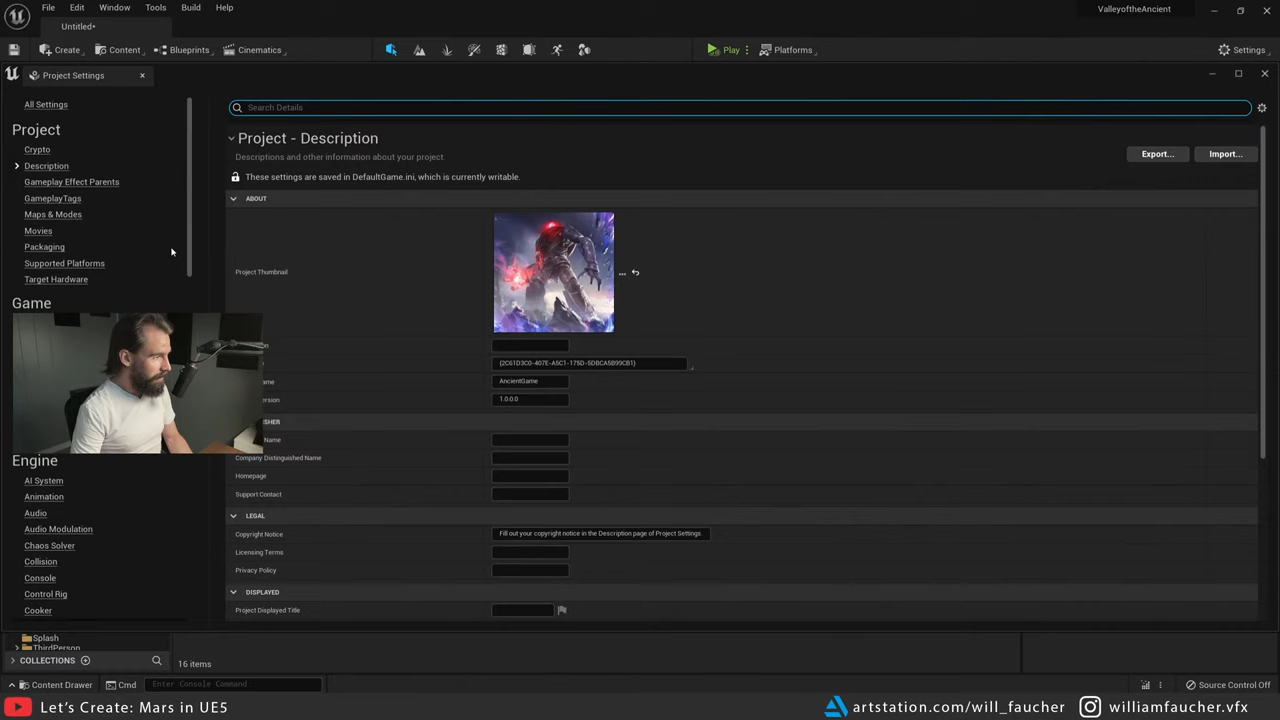 File Edit Window Tools Build Help
ValleyoftheAncient
Untitled*
Create Content Blueprints Cinematics Play Platforms Settings
Project Settings
All Settings
Project
Crypto
Description
Gameplay Effect Parents
GameplayTags
Maps & Modes
Movies
Packaging
Supported Platforms
Target Hardware
Game
Engine
AI System
Animation
Audio
Audio Modulation
Chaos Solver
Collision
Console
Control Rig
Cooker
Search Details
Project - Description
Descriptions and other information about your project.
Export... Import...
These settings are saved in DefaultGame.ini, which is currently writable.
ABOUT
Project Thumbnail
{2C61D3C0-407E-A5C1-175D-5DBCA5B99CB1}
AncientGame
1.0.0.0
Company Distinguished Name
Homepage
Support Contact
LEGAL
Copyright Notice Fill out your copyright notice in the Description page of Project Settings.
Licensing Terms
Privacy Policy
DISPLAYED
Project Displayed Title
Splash
ThirdPerson
COLLECTIONS
16 items
Content Drawer Cmd Enter Console Command Source Control Off
Let's Create: Mars in UE5 artstation.com/will_faucher williamfaucher.vfx